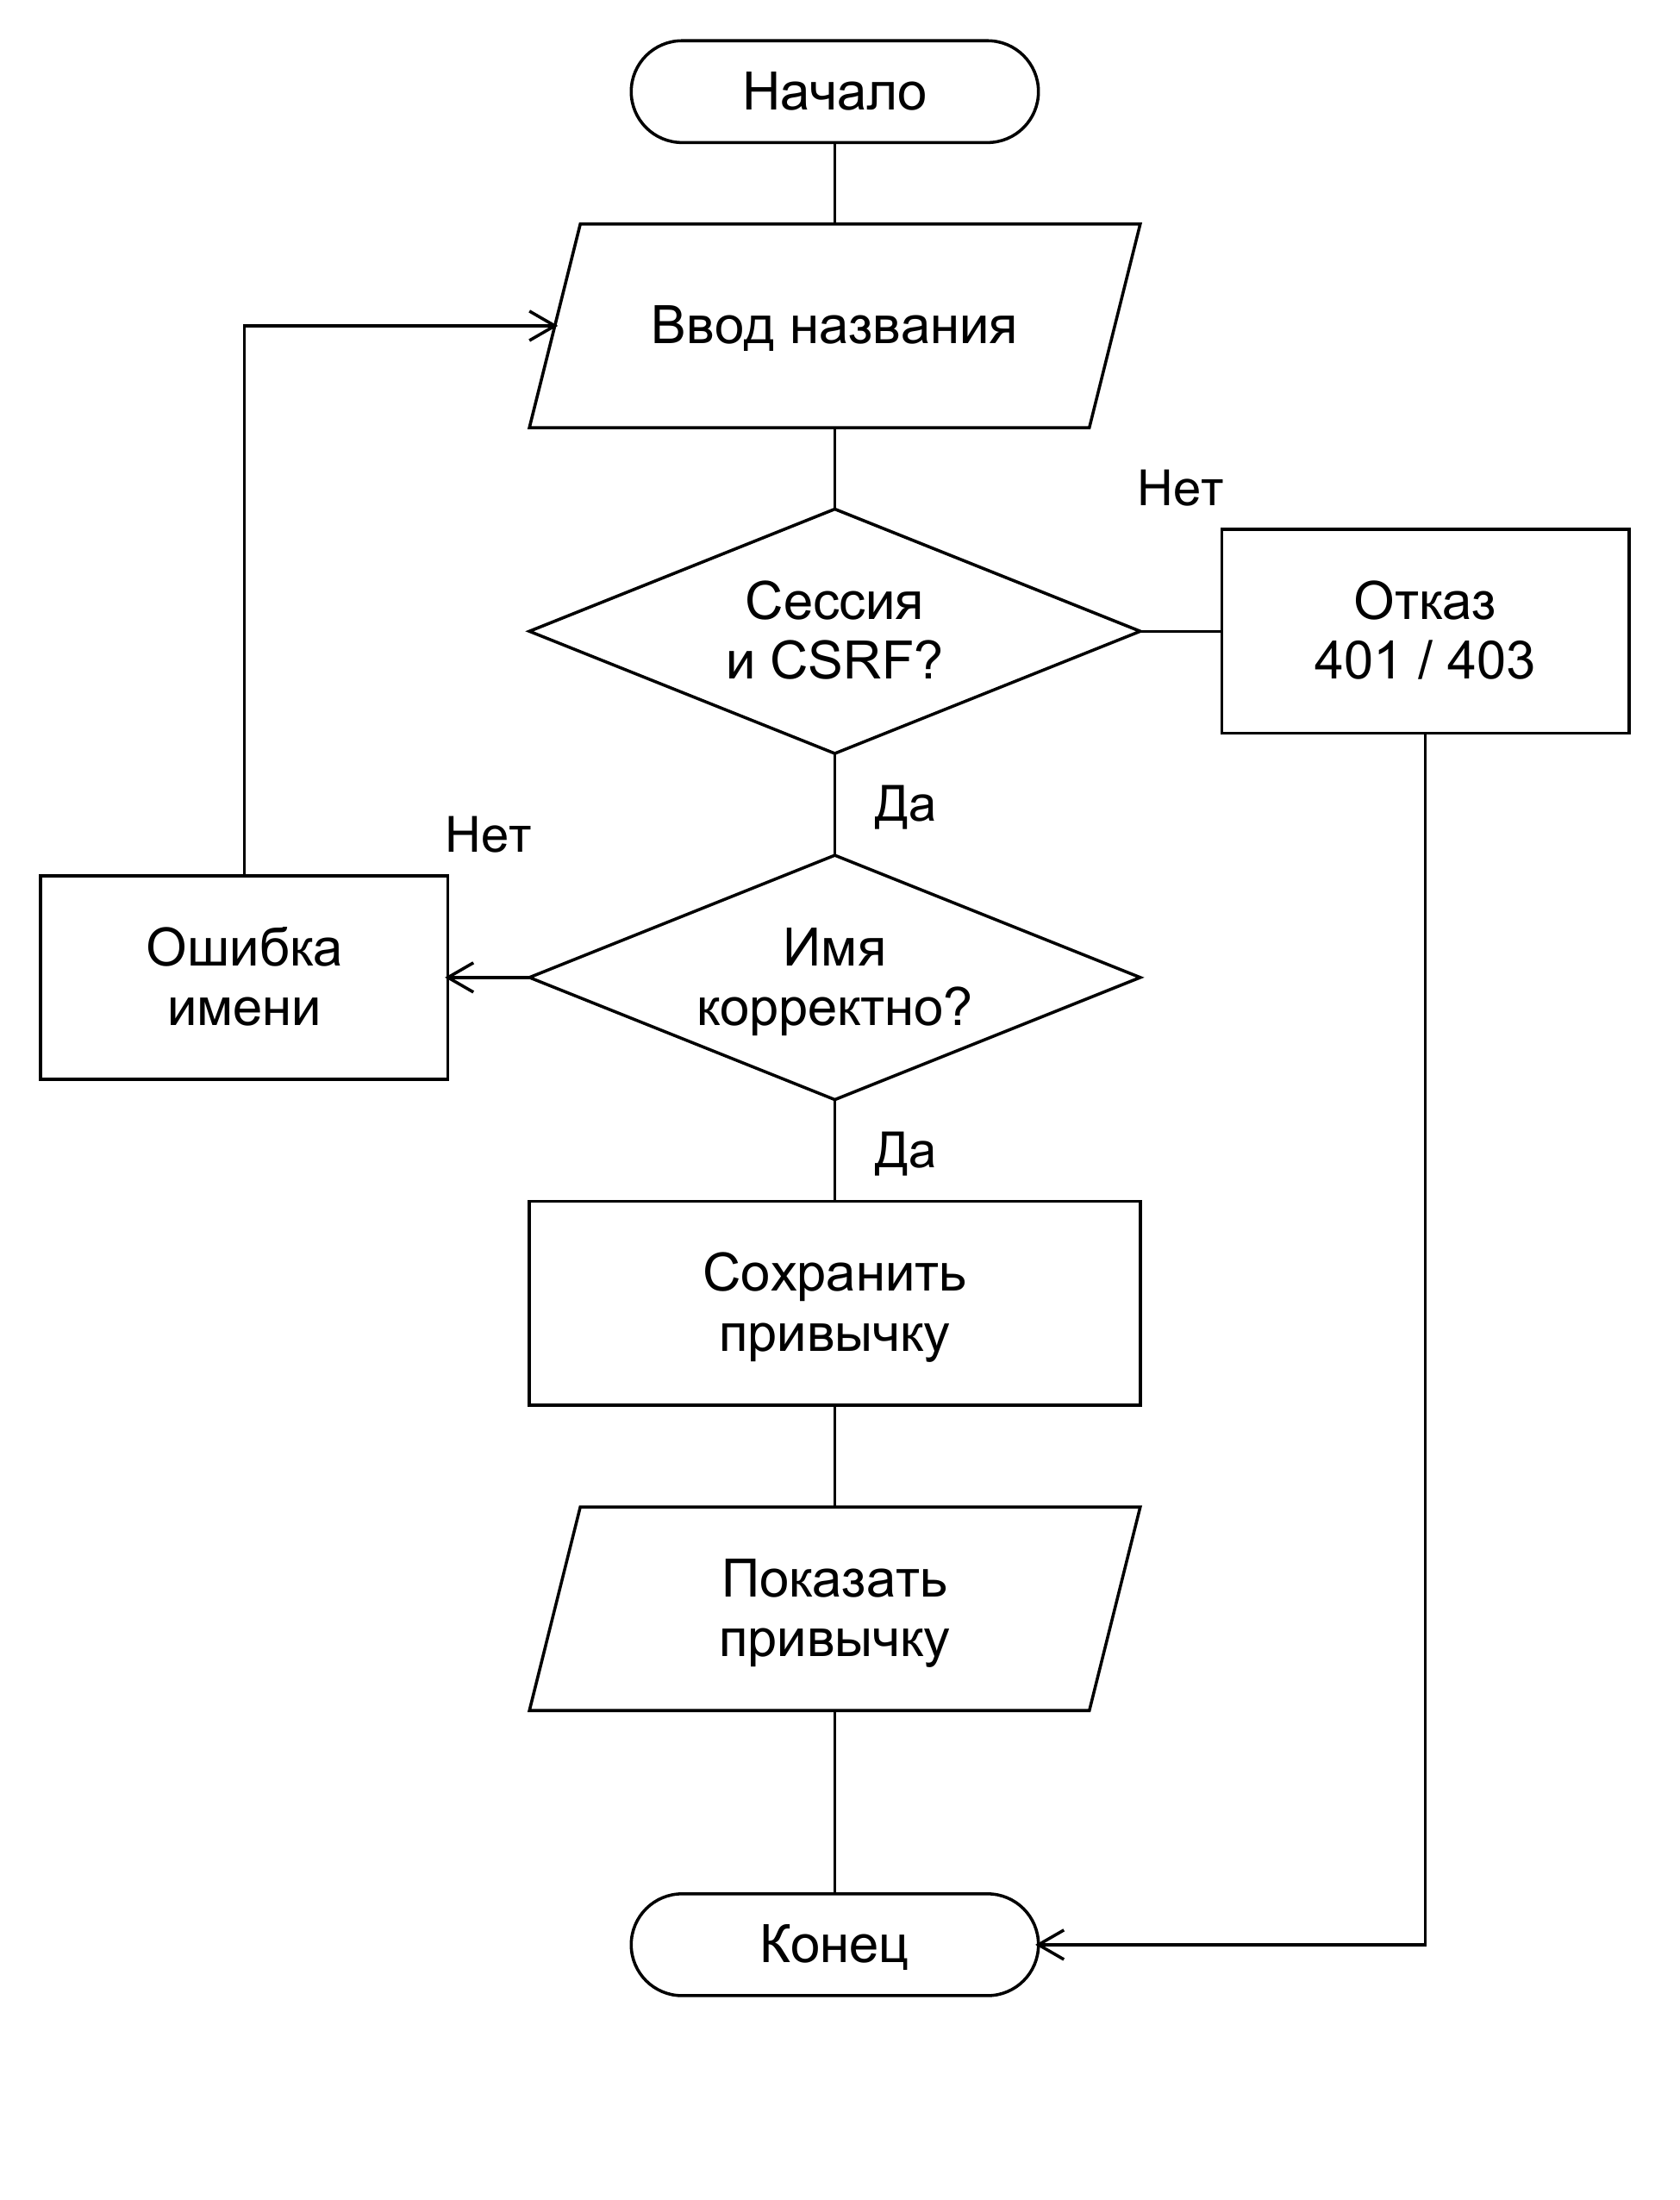 Начало
Ввод названия
Нет
Сессия
и CSRF?
Отказ
401 / 403
Да
Нет
Ошибка
имени
Имя
корректно?
Да
Сохранить
привычку
Показать
привычку
Конец